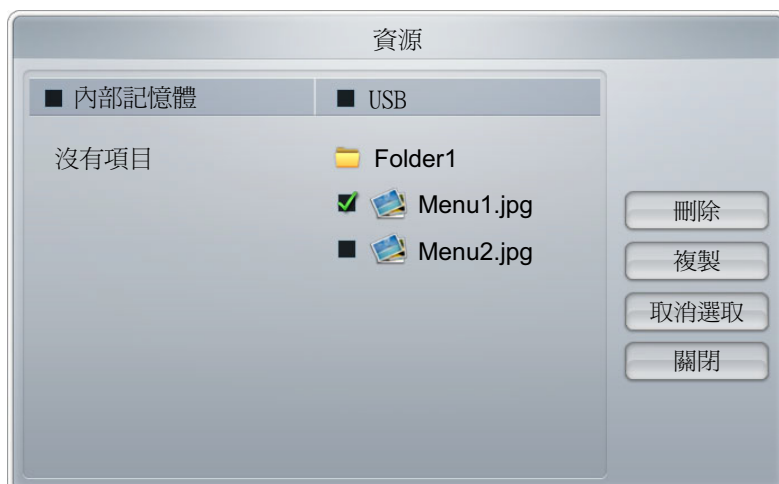 資源
內部記憶體 USB
沒有項目 Folder1
Menu1.jpg
Menu2.jpg
刪除
複製
取消選取
關閉